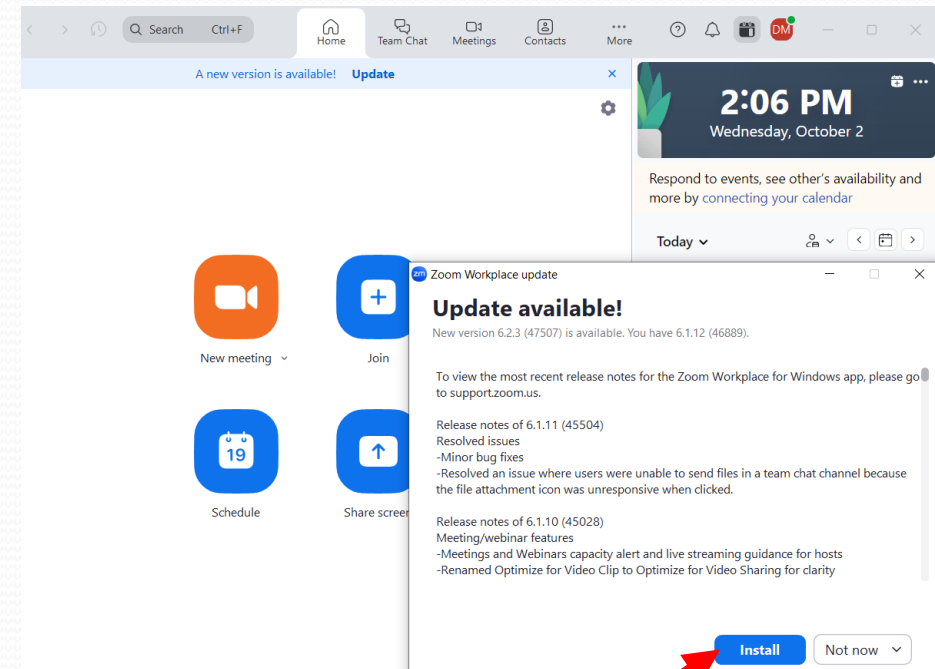 Search Ctrl+F
Home
Team Chat
Meetings
Contacts
More
DM
A new version is available! Update
2:06 PM
Wednesday, October 2
Respond to events, see other's availability and
more by connecting your calendar
Today
New meeting
Join
19
Schedule
Share screen
zm Zoom Workplace update
Update available!
New version 6.2.3 (47507) is available. You have 6.1.12 (46889).
To view the most recent release notes for the Zoom Workplace for Windows app, please go
to support.zoom.us.
Release notes of 6.1.11 (45504)
Resolved issues
-Minor bug fixes
-Resolved an issue where users were unable to send files in a team chat channel because
the file attachment icon was unresponsive when clicked.
Release notes of 6.1.10 (45028)
Meeting/webinar features
-Meetings and Webinars capacity alert and live streaming guidance for hosts
-Renamed Optimize for Video Clip to Optimize for Video Sharing for clarity
Install
Not now